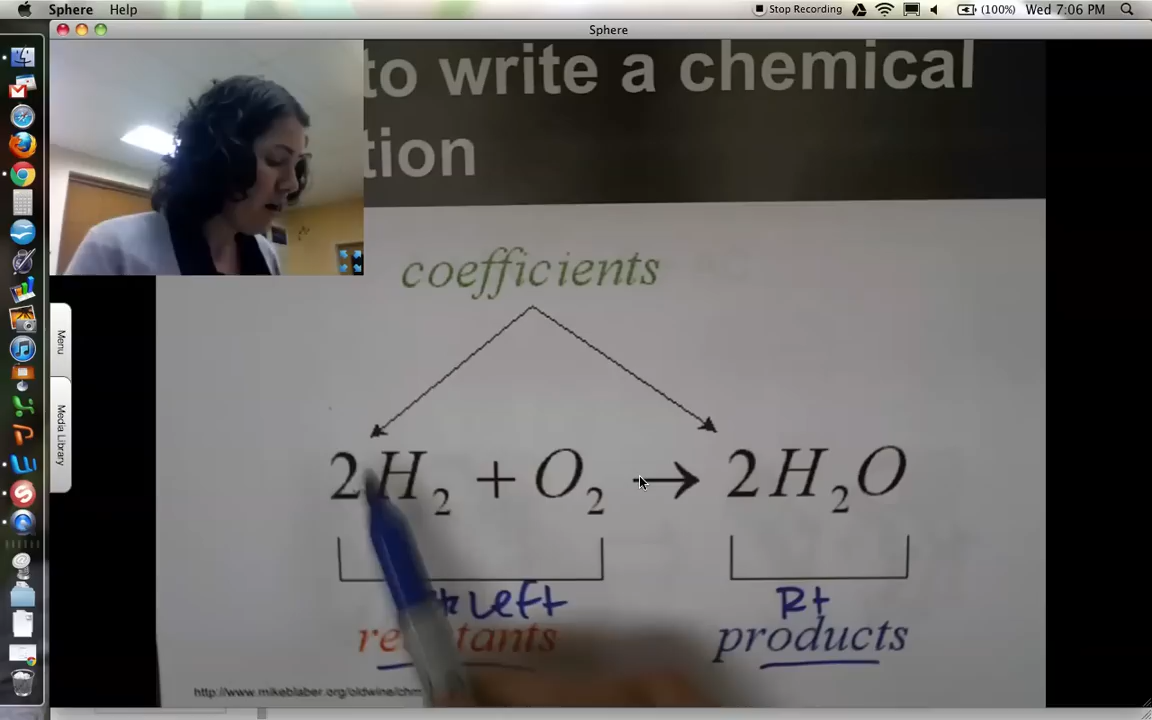 Sphere Help
Stop Recording (100%) Wed 7:06 PM
Sphere
to write a chemical
tion
coefficients
2H₂ + O₂ → 2H₂O
Left Rt
products
http://www.mikeblaber.org/oldwine/chm
Menu
Media Library